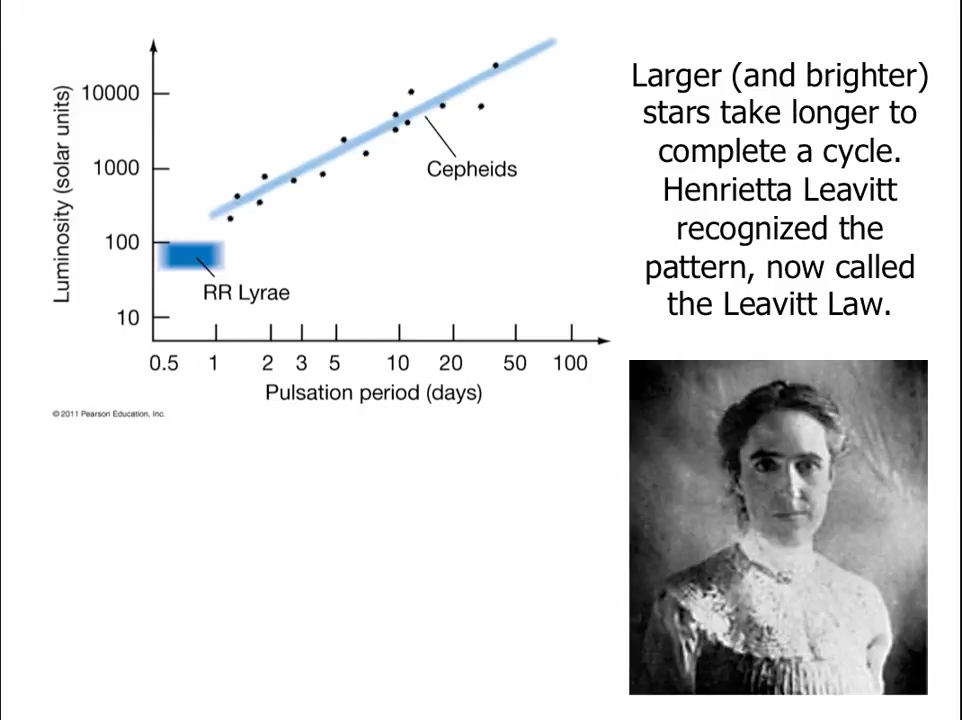 Luminosity (solar units)
10000
1000
100
10
Cepheids
RR Lyrae
0.5 1 2 3 5 10 20 50 100
Pulsation period (days)
© 2011 Pearson Education, Inc.
Larger (and brighter)
stars take longer to
complete a cycle.
Henrietta Leavitt
recognized the
pattern, now called
the Leavitt Law.